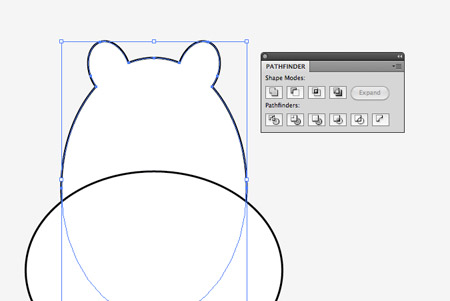 PATHFINDER
Shape Modes:
Expand
Pathfinders: